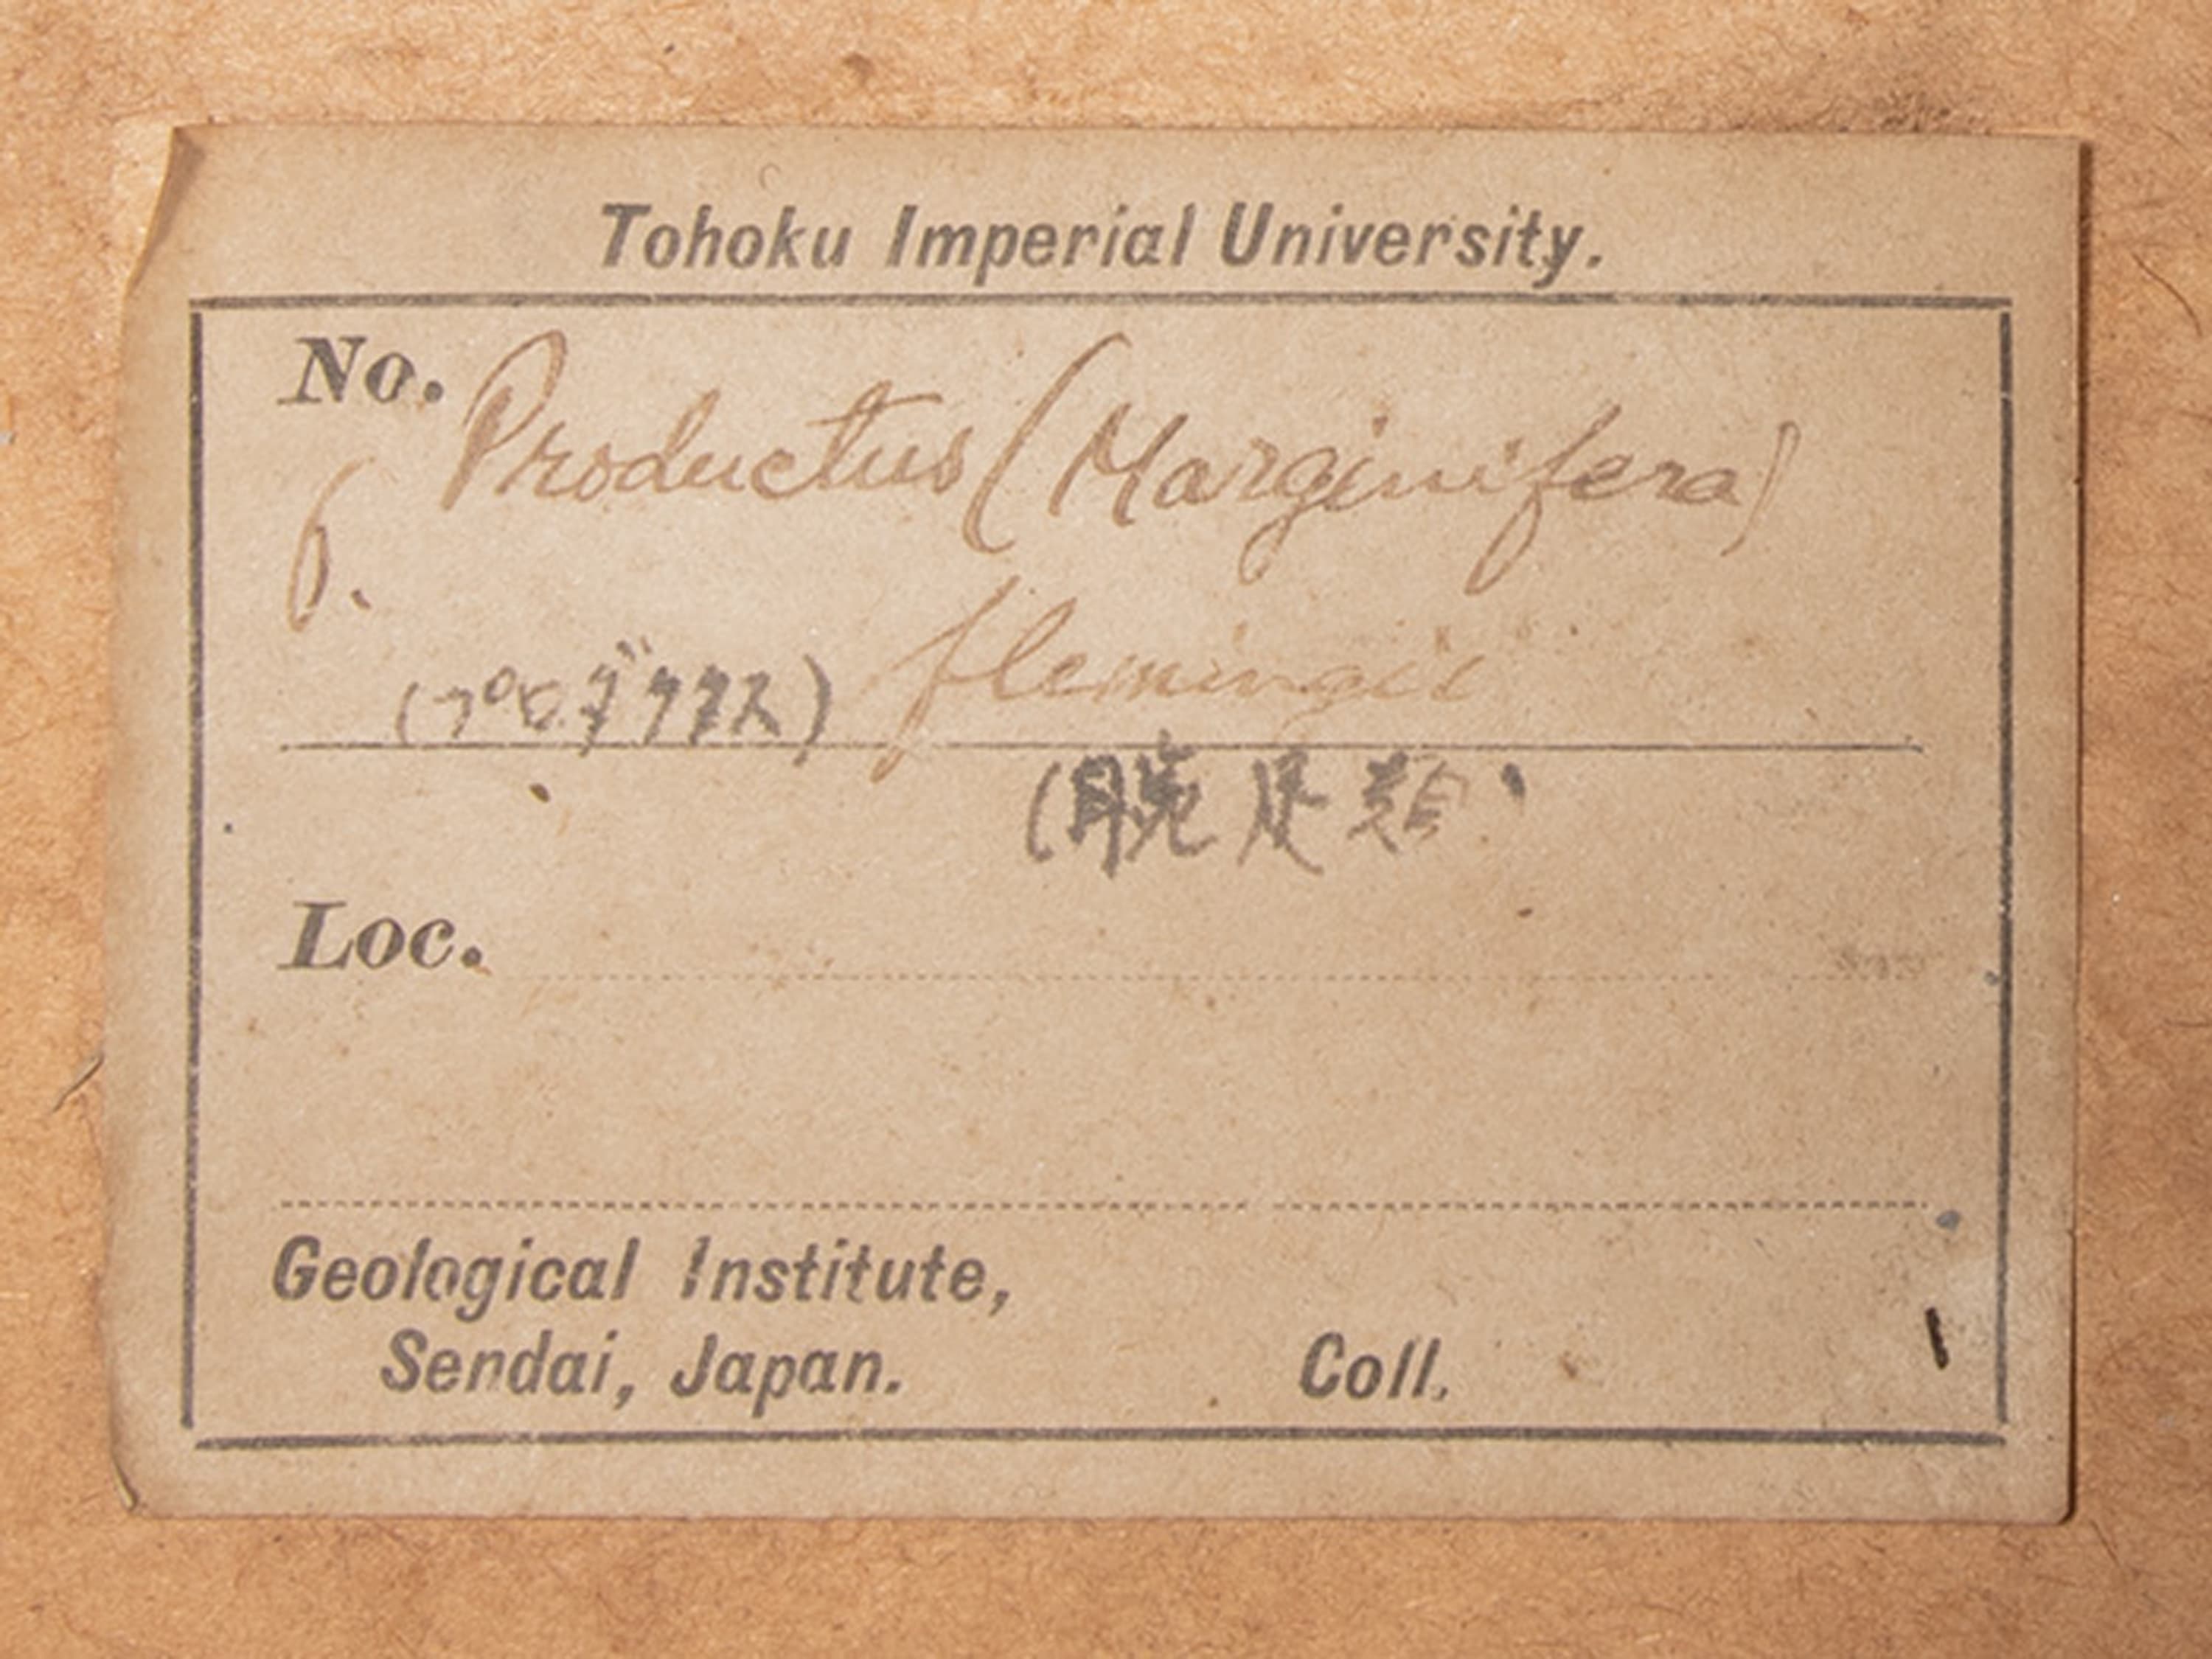 Tohoku Imperial University.
No. Productus (Marginifera)
6.
(プロダクタス) flemingii
(腕足類)
Loc.
Geological Institute,
Sendai, Japan. Coll.